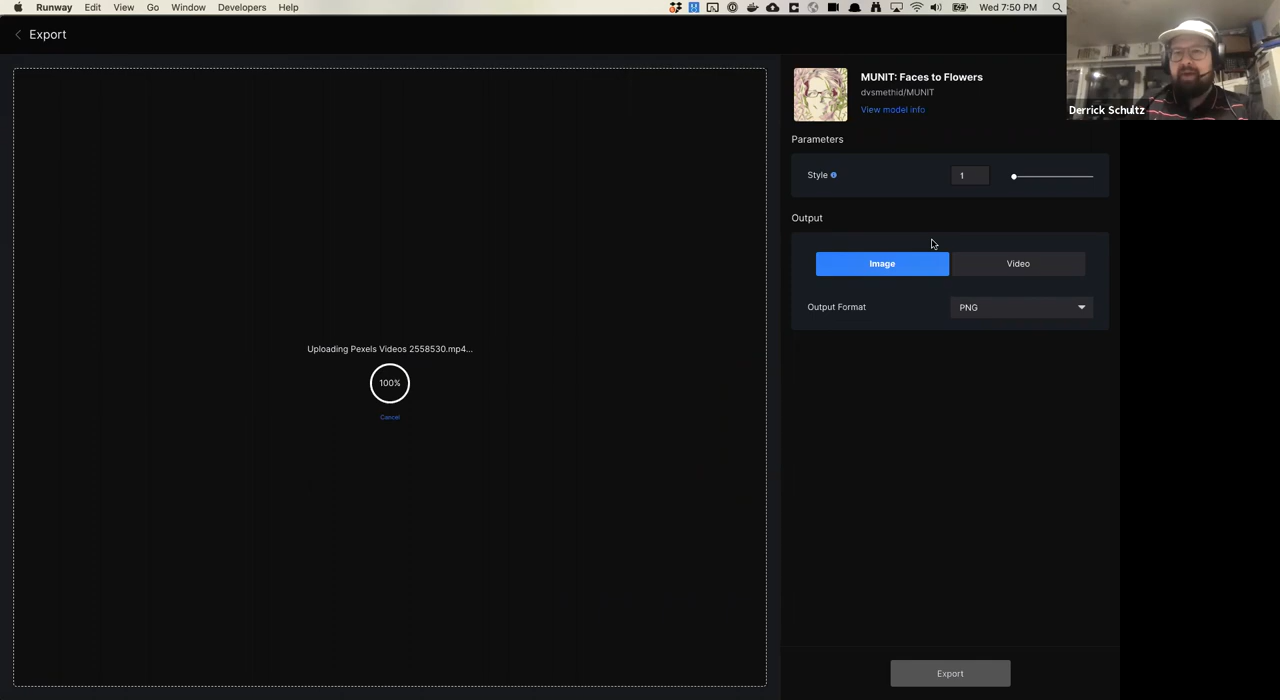 Runway Edit View Go Window Developers Help Wed 7:50 PM
Export
MUNIT: Faces to Flowers
dvsmethid/MUNIT
View model info
Derrick Schultz
Parameters
Style 1
Output
Image Video
Output Format PNG
Uploading Pexels Videos 2558530.mp4...
100%
Cancel
Export